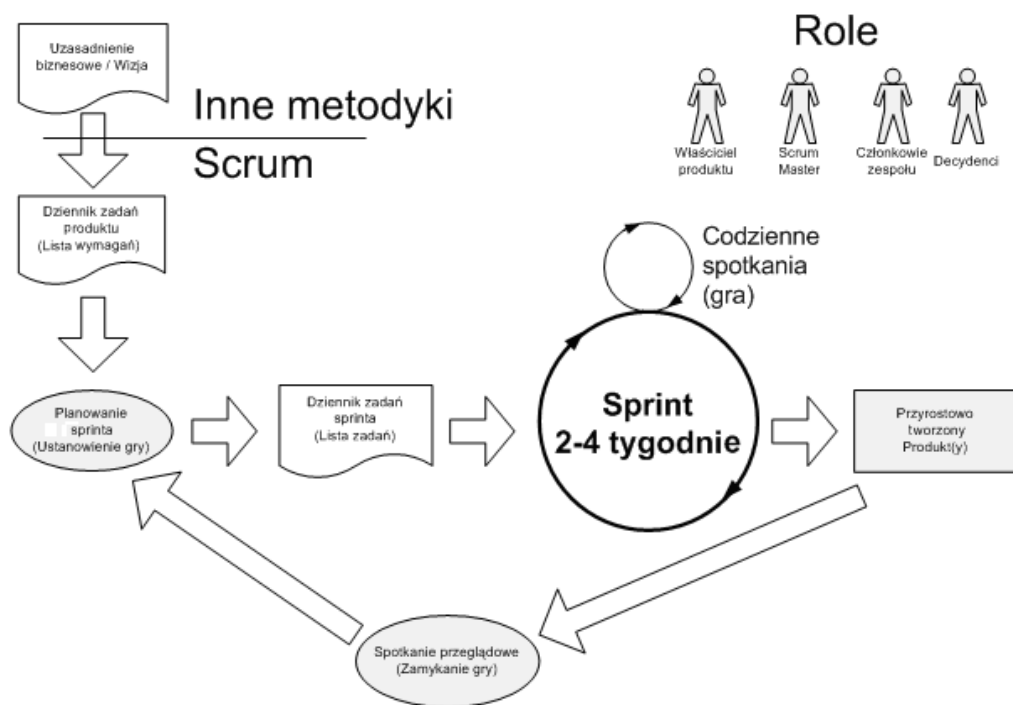 Uzasadnienie
biznesowe / Wizja
Inne metodyki
Scrum
Role
Właściciel
produktu
Scrum
Master
Członkowie
zespołu
Decydenci
Dziennik zadań
produktu
(Lista wymagań)
Codzienne
spotkania
(gra)
Planowanie
sprinta
(Ustanowienie gry)
Dziennik zadań
sprinta
(Lista zadań)
Sprint
2-4 tygodnie
Przyrostowo
tworzony
Produkt(y)
Spotkanie przeglądowe
(Zamykanie gry)